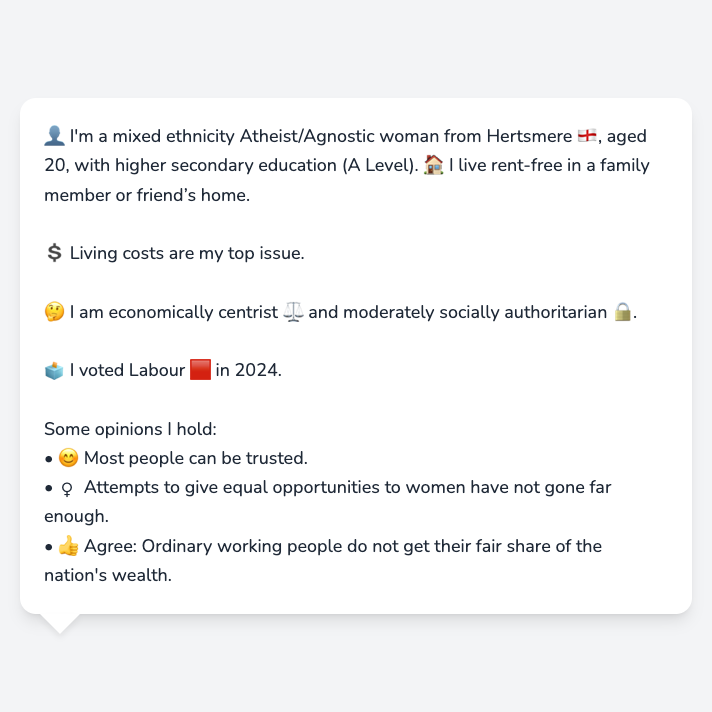 👤 I'm a mixed ethnicity Atheist/Agnostic woman from Hertsmere 🏴󠁧󠁢󠁥󠁮󠁧󠁿, aged
20, with higher secondary education (A Level). 🏠 I live rent-free in a family
member or friend’s home.
💲 Living costs are my top issue.
🤔 I am economically centrist ⚖️ and moderately socially authoritarian 🔒.
🗳️ I voted Labour 🟥 in 2024.
Some opinions I hold:
• 😊 Most people can be trusted.
• ♀ Attempts to give equal opportunities to women have not gone far
enough.
• 👍 Agree: Ordinary working people do not get their fair share of the
nation's wealth.